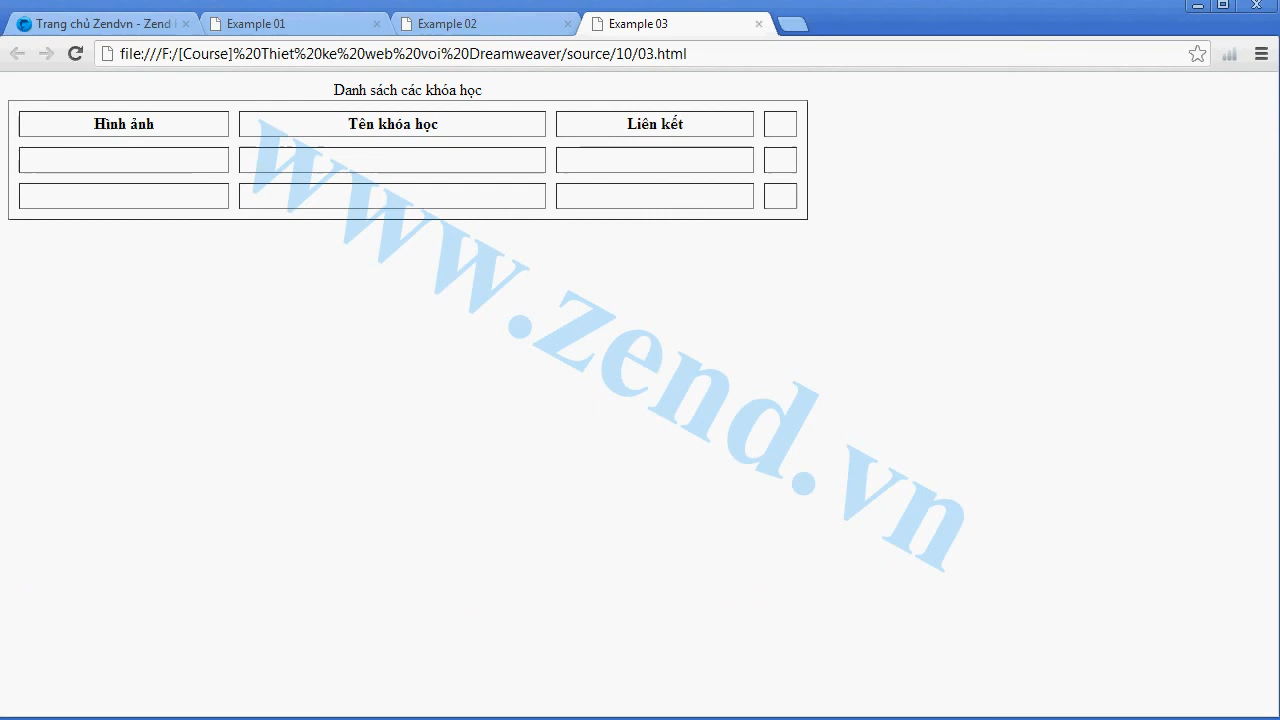 Trang chủ Zendvn - Zend
Example 01
Example 02
Example 03
file:///F:/[Course]%20Thiet%20ke%20web%20voi%20Dreamweaver/source/10/03.html
Danh sách các khóa học
Hình ảnh
Tên khóa học
Liên kết
www.zend.vn